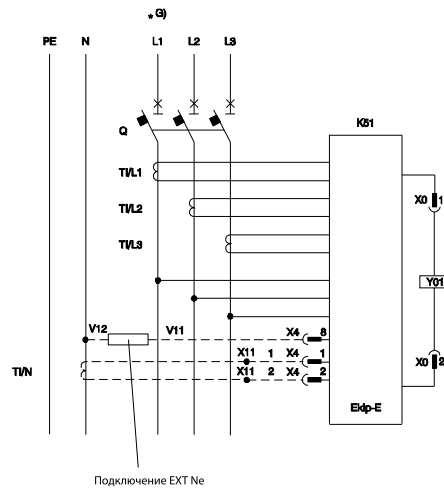 * G)
PE N L1 L2 L3
Q
K51
TI/L1
TI/L2
TI/L3
X0 1
Y01
V12 V11 X4 8
X11 1 X4 1
X11 2 X4 2
X0 2
TI/N
Ekip-E
Подключение EXT Ne